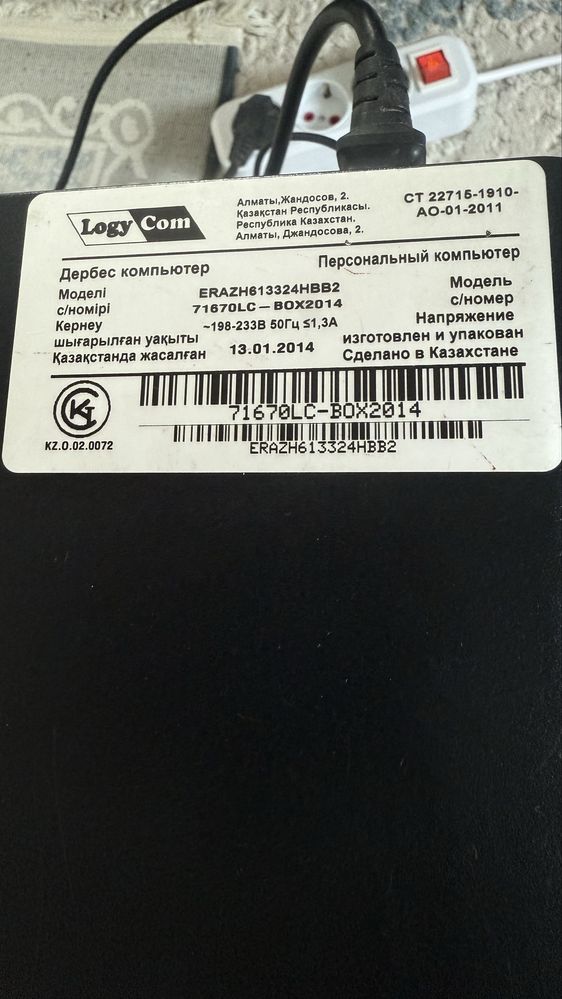 Logy Com
Алматы,Жандосов, 2.
Қазақстан Республикасы.
Республика Казахстан.
Алматы, Джандосова, 2.
СТ 22715-1910-
АО-01-2011
Дербес компьютер Персональный компьютер
Моделі ERAZH613324HBB2 Модель
с/номірі 71670LC – BOX2014 с/номер
Кернеу ~198-233В 50Гц ≤1,3А Напряжение
шығарылған уақыты 13.01.2014 изготовлен и упакован
Қазақстанда жасалған Сделано в Казахстане
KZ.O.02.0072
71670LC-BOX2014
ERAZH613324HBB2